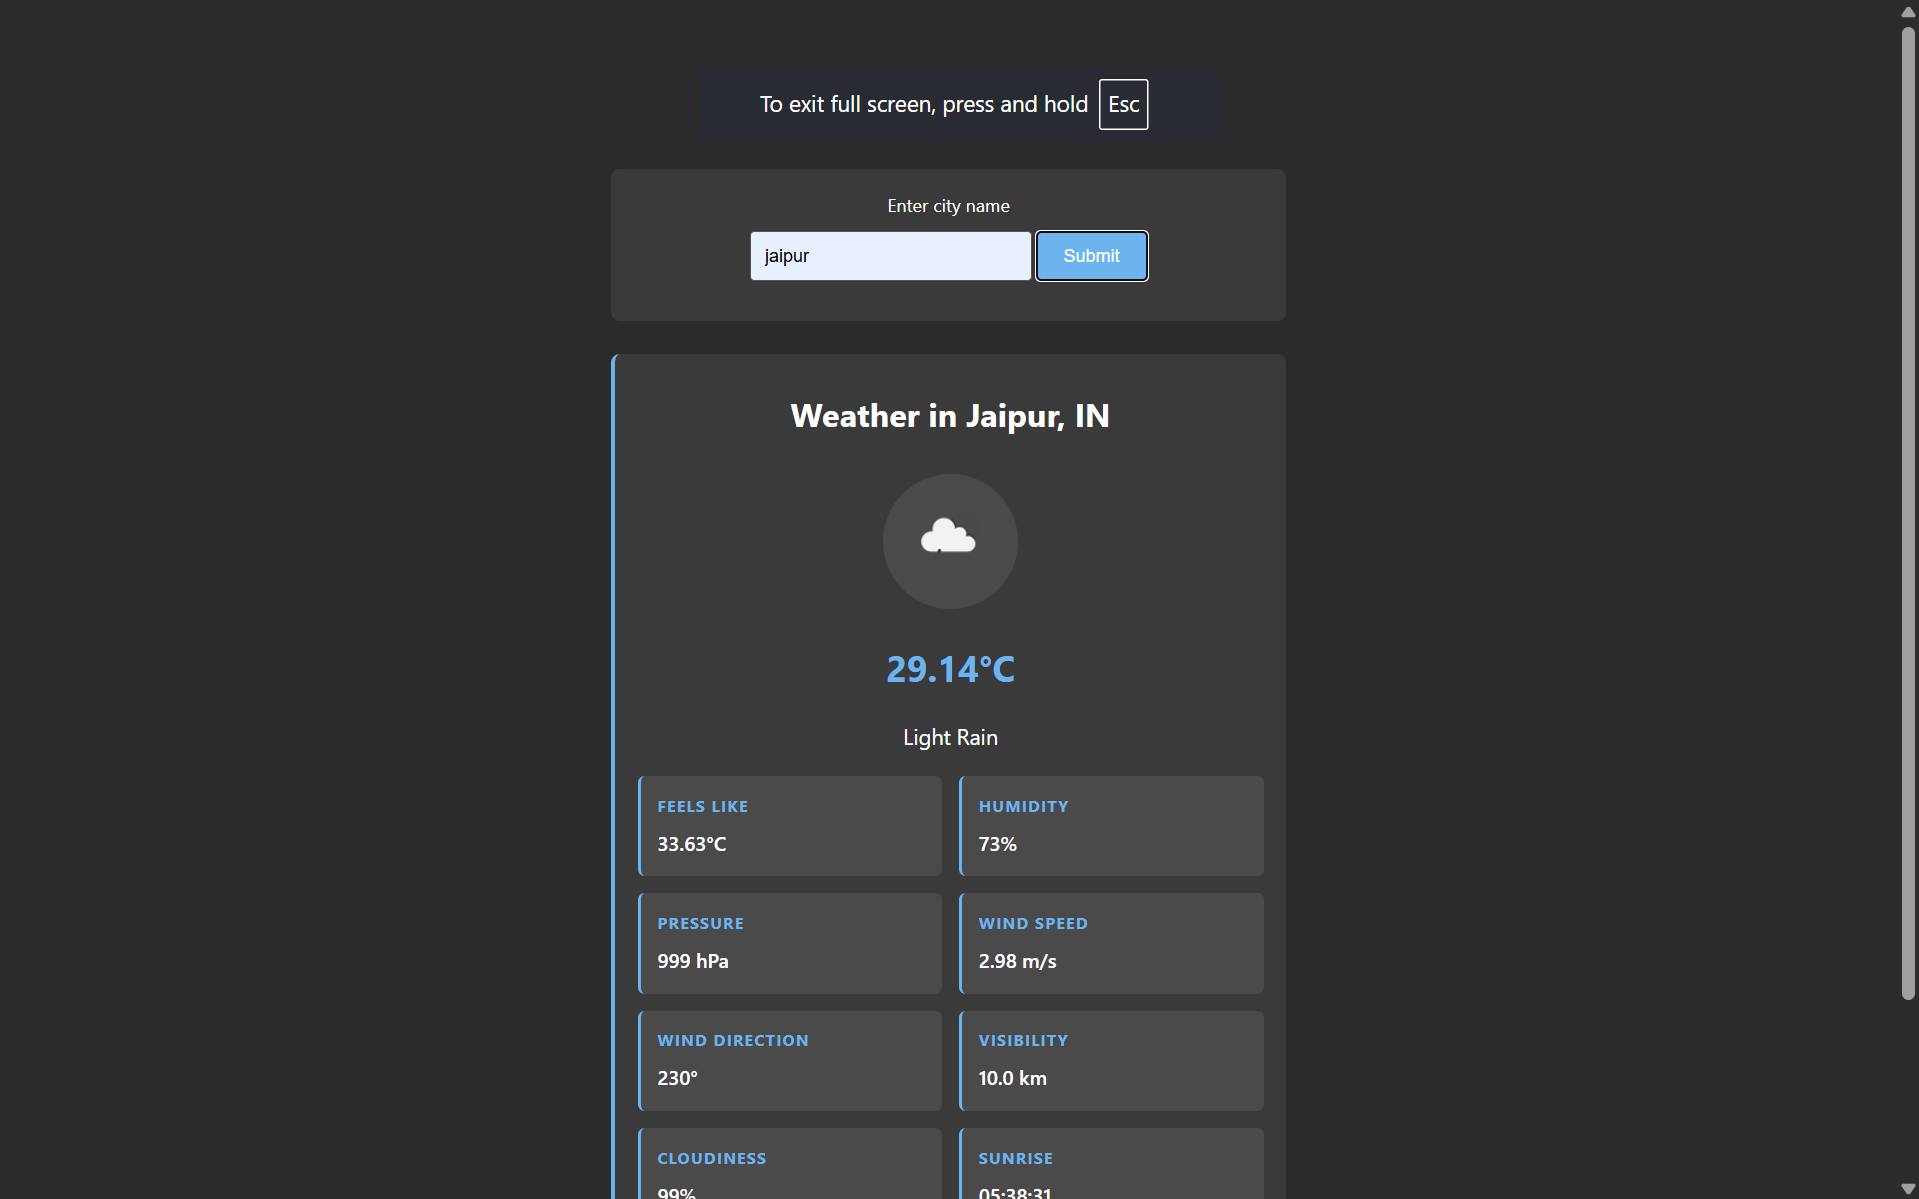 To exit full screen, press and hold Esc
Enter city name
jaipur Submit
Weather in Jaipur, IN
29.14°C
Light Rain
FEELS LIKE
33.63°C
HUMIDITY
73%
PRESSURE
999 hPa
WIND SPEED
2.98 m/s
WIND DIRECTION
230°
VISIBILITY
10.0 km
CLOUDINESS
99%
SUNRISE
05:38:31